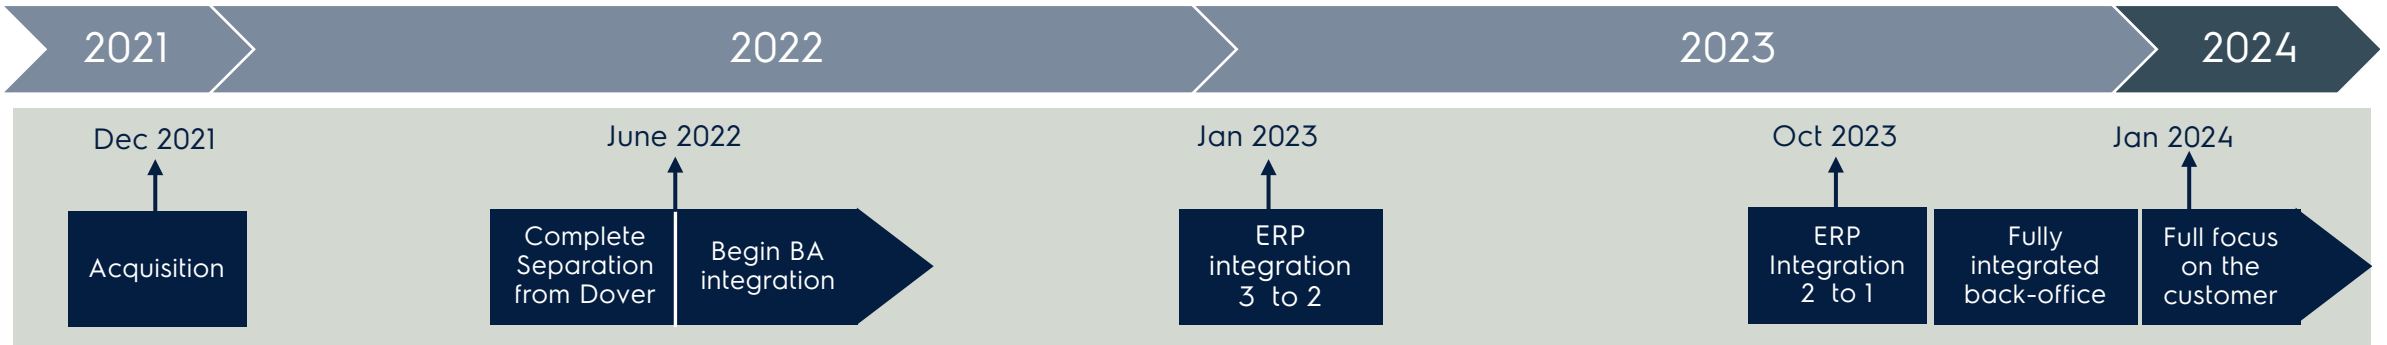 2021
2022
2023
2024
Dec 2021
June 2022
Jan 2023
Oct 2023
Jan 2024
Acquisition
Complete
Separation
from Dover
Begin BA
integration
ERP
integration
3 to 2
ERP
Integration
2 to 1
Fully
integrated
back-office
Full focus
on the
customer